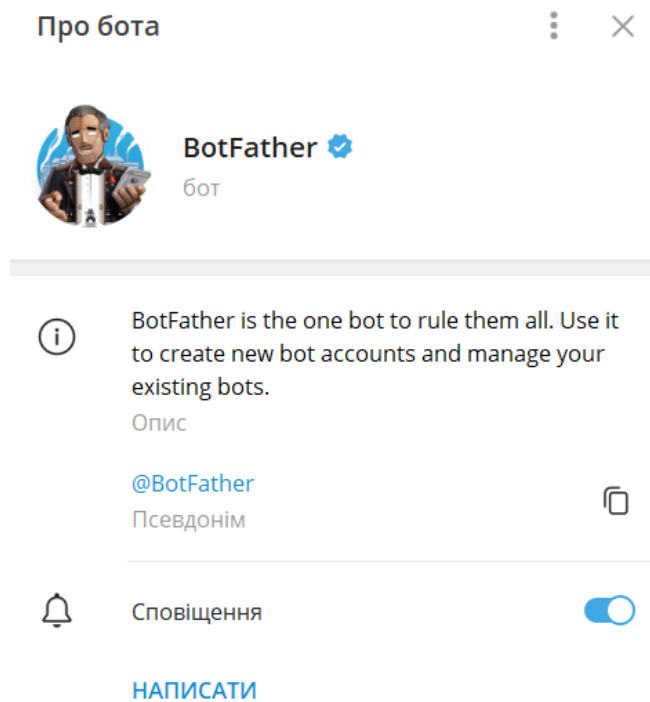 Про бота
BotFather
бот
BotFather is the one bot to rule them all. Use it
to create new bot accounts and manage your
existing bots.
Опис
@BotFather
Псевдонім
Сповіщення
НАПИСАТИ